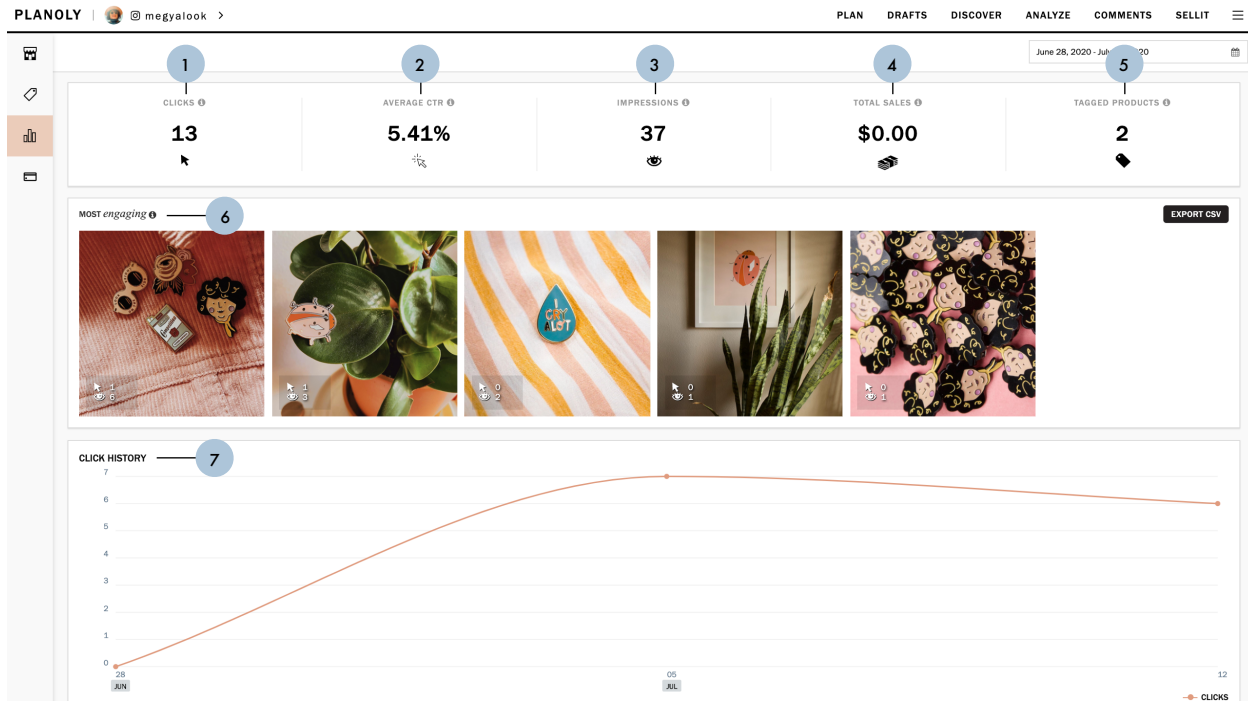 PLANOLY megyalook
PLAN DRAFTS DISCOVER ANALYZE COMMENTS SELLIT
June 28, 2020 - July 20
1 2 3 4 5
CLICKS AVERAGE CTR IMPRESSIONS TOTAL SALES TAGGED PRODUCTS
13 5.41% 37 $0.00 2
MOST engaging 6 EXPORT CSV
I
CRY
A LOT
1 1 0 0 0
6 3 2 1 1
CLICK HISTORY 7
7
6
5
4
3
2
1
0
28 05 12
JUN JUL
CLICKS